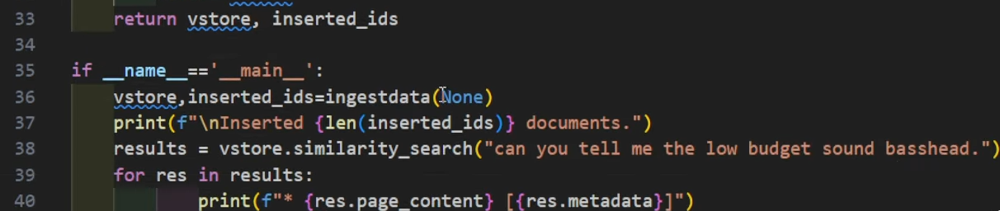 33 return vstore, inserted_ids
34
35 if __name__=='__main__':
36 vstore,inserted_ids=ingestdata(None)
37 print(f"\nInserted {len(inserted_ids)} documents.")
38 results = vstore.similarity_search("can you tell me the low budget sound basshead.")
39 for res in results:
40 print(f"* {res.page_content} [{res.metadata}]")